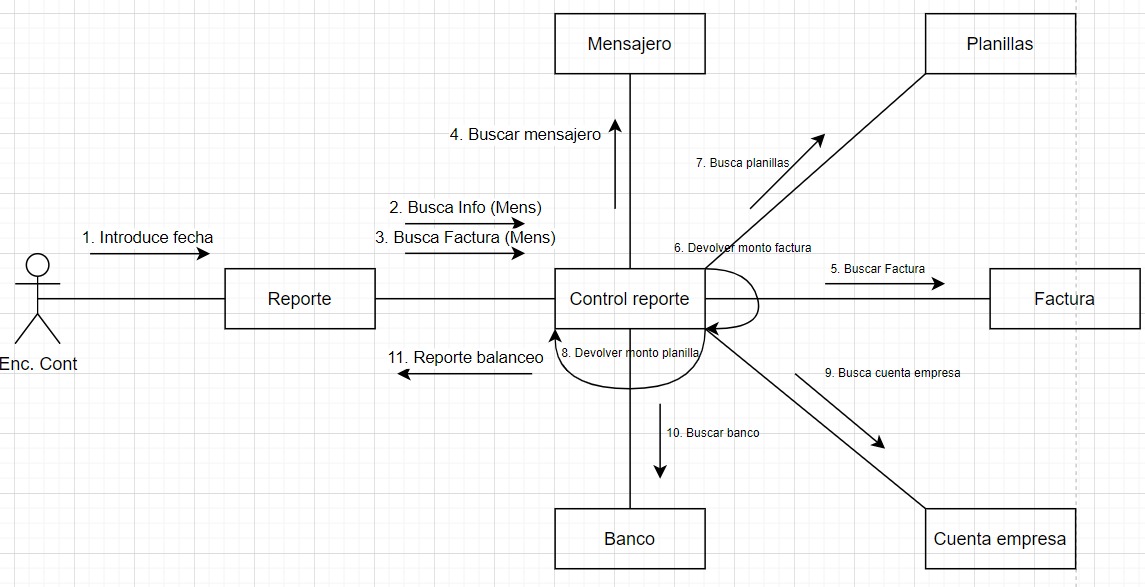 Mensajero
Planillas
4. Buscar mensajero
7. Busca planillas
2. Busca Info (Mens)
1. Introduce fecha
3. Busca Factura (Mens)
6. Devolver monto factura
5. Buscar Factura
Reporte
Control reporte
Factura
Enc. Cont
11. Reporte balanceo
8. Devolver monto planilla
9. Busca cuenta empresa
10. Buscar banco
Banco
Cuenta empresa